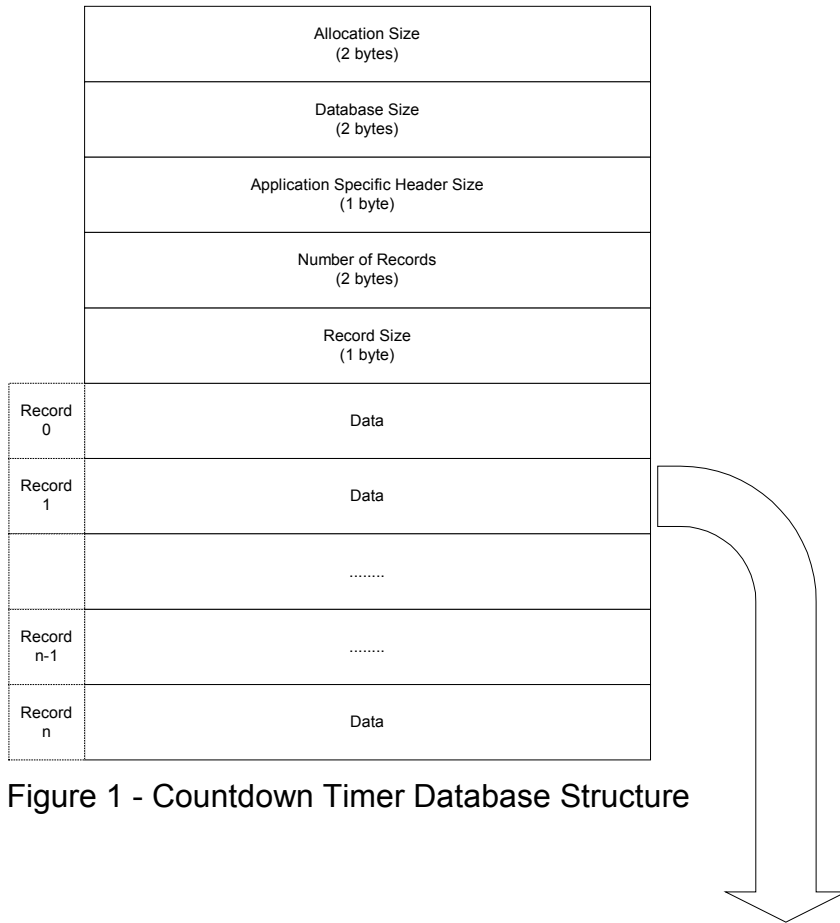 Allocation Size
(2 bytes)
Database Size
(2 bytes)
Application Specific Header Size
(1 byte)
Number of Records
(2 bytes)
Record Size
(1 byte)
Record
0
Data
Record
1
Data
........
Record
n-1
........
Record
n
Data
Figure 1 - Countdown Timer Database Structure